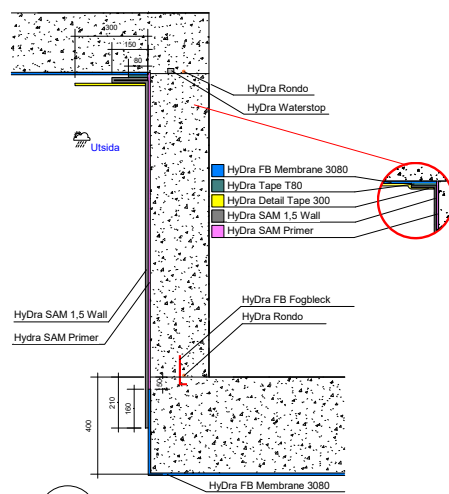 300
150
80
HyDra Rondo
HyDra Waterstop
Utsida
HyDra FB Membrane 3080
HyDra Tape T80
HyDra Detail Tape 300
HyDra SAM 1,5 Wall
HyDra SAM Primer
HyDra SAM 1,5 Wall
Hydra SAM Primer
HyDra FB Fogbleck
HyDra Rondo
50
400
210
160
HyDra FB Membrane 3080